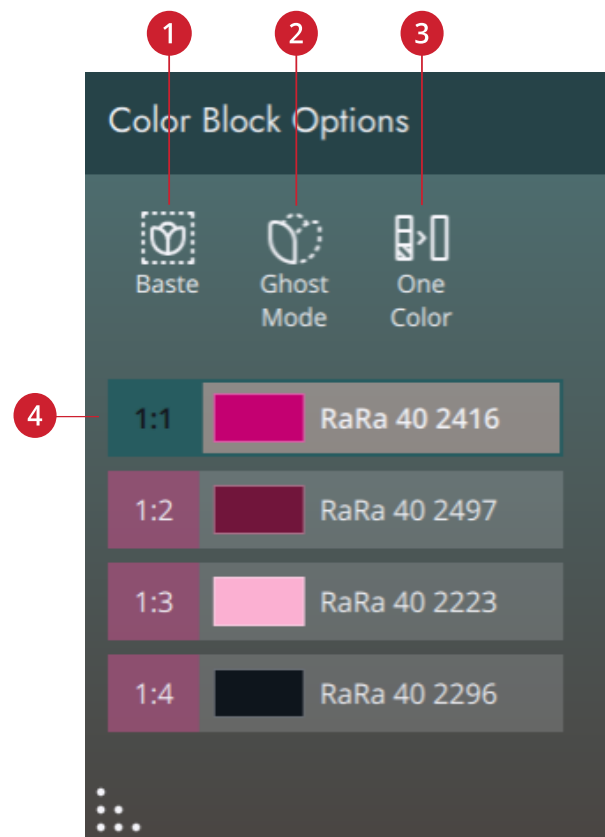 1 2 3
Color Block Options
Baste Ghost One
Mode Color
4 1:1 RaRa 40 2416
1:2 RaRa 40 2497
1:3 RaRa 40 2223
1:4 RaRa 40 2296